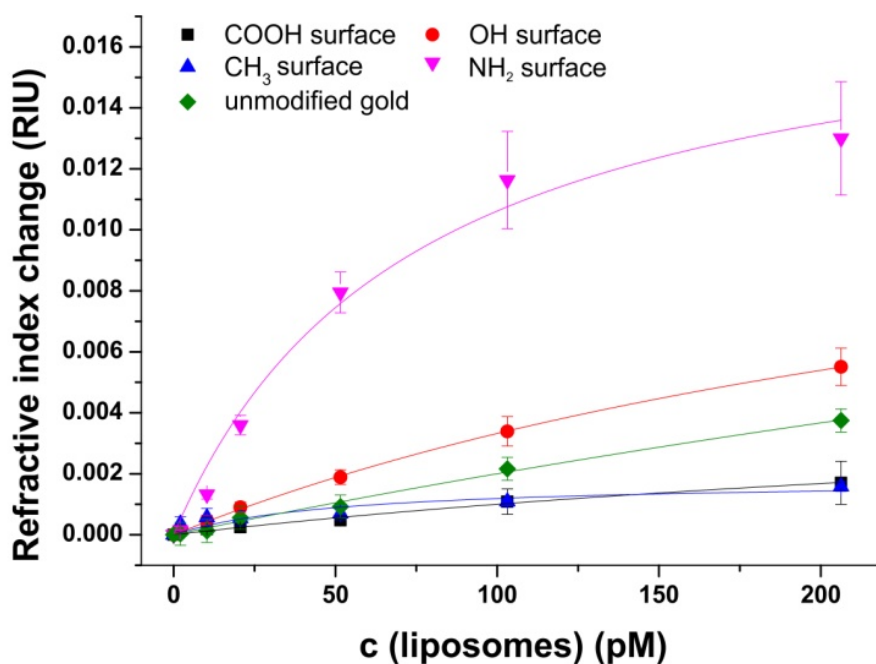 COOH surface
OH surface
CH₃ surface
NH₂ surface
unmodified gold
0.016
0.014
0.012
0.010
0.008
0.006
0.004
0.002
0.000
Refractive index change (RIU)
0
50
100
150
200
c (liposomes) (pM)